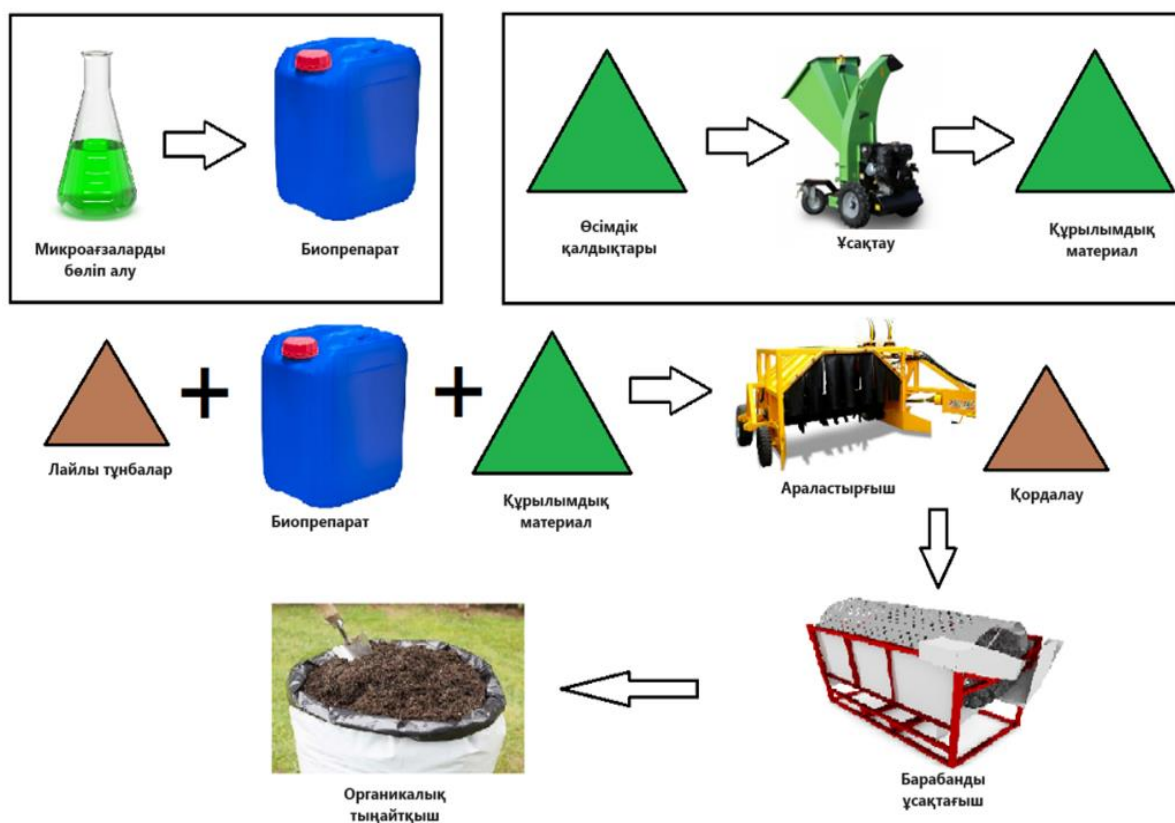 Микроағзаларды
бөліп алу
Биопрепарат
Өсімдік
қалдықтары
Ұсақтау
Құрылымдық
материал
Лайлы тұнбалар
Биопрепарат
Құрылымдық
материал
Араластырғыш
Қордалау
Органикалық
тыңайтқыш
Барабанды
ұсақтағыш